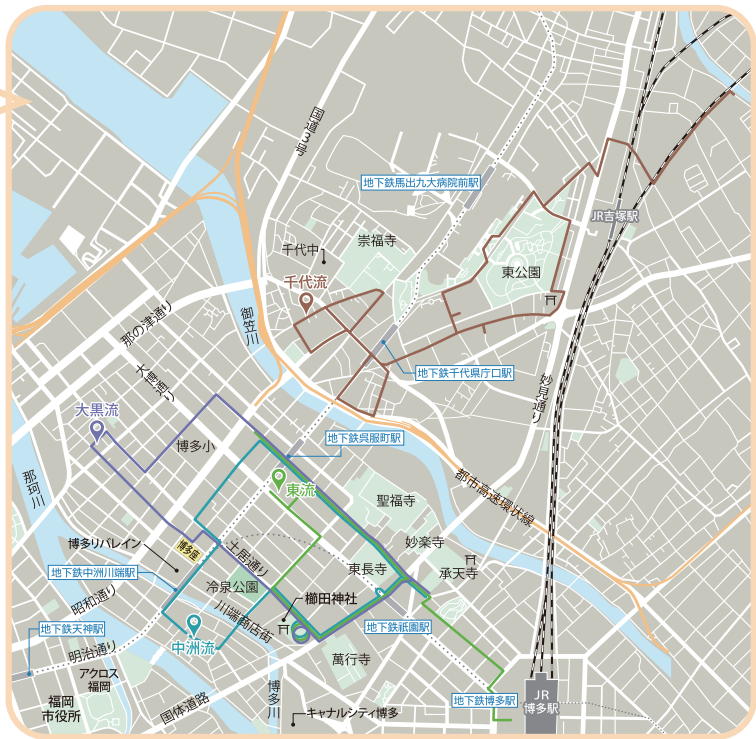 国道3号
地下鉄馬出九大病院前駅
JR吉塚駅
千代中
崇福寺
東公園
千代流
御笠川
那の津通り
大博通り
地下鉄千代県庁口駅
妙見通り
大黒流
博多小
地下鉄呉服町駅
那珂川
東流
聖福寺
都市高速環状線
博多リバレイン
博多座
土居通り
妙楽寺
東長寺
承天寺
地下鉄中洲川端駅
冷泉公園
昭和通り
川端商店街
櫛田神社
地下鉄祇園駅
地下鉄天神駅
明治通り
中洲流
萬行寺
アクロス
福岡
福岡
市役所
国体道路
博多川
キャナルシティ博多
地下鉄博多駅
JR
博多駅